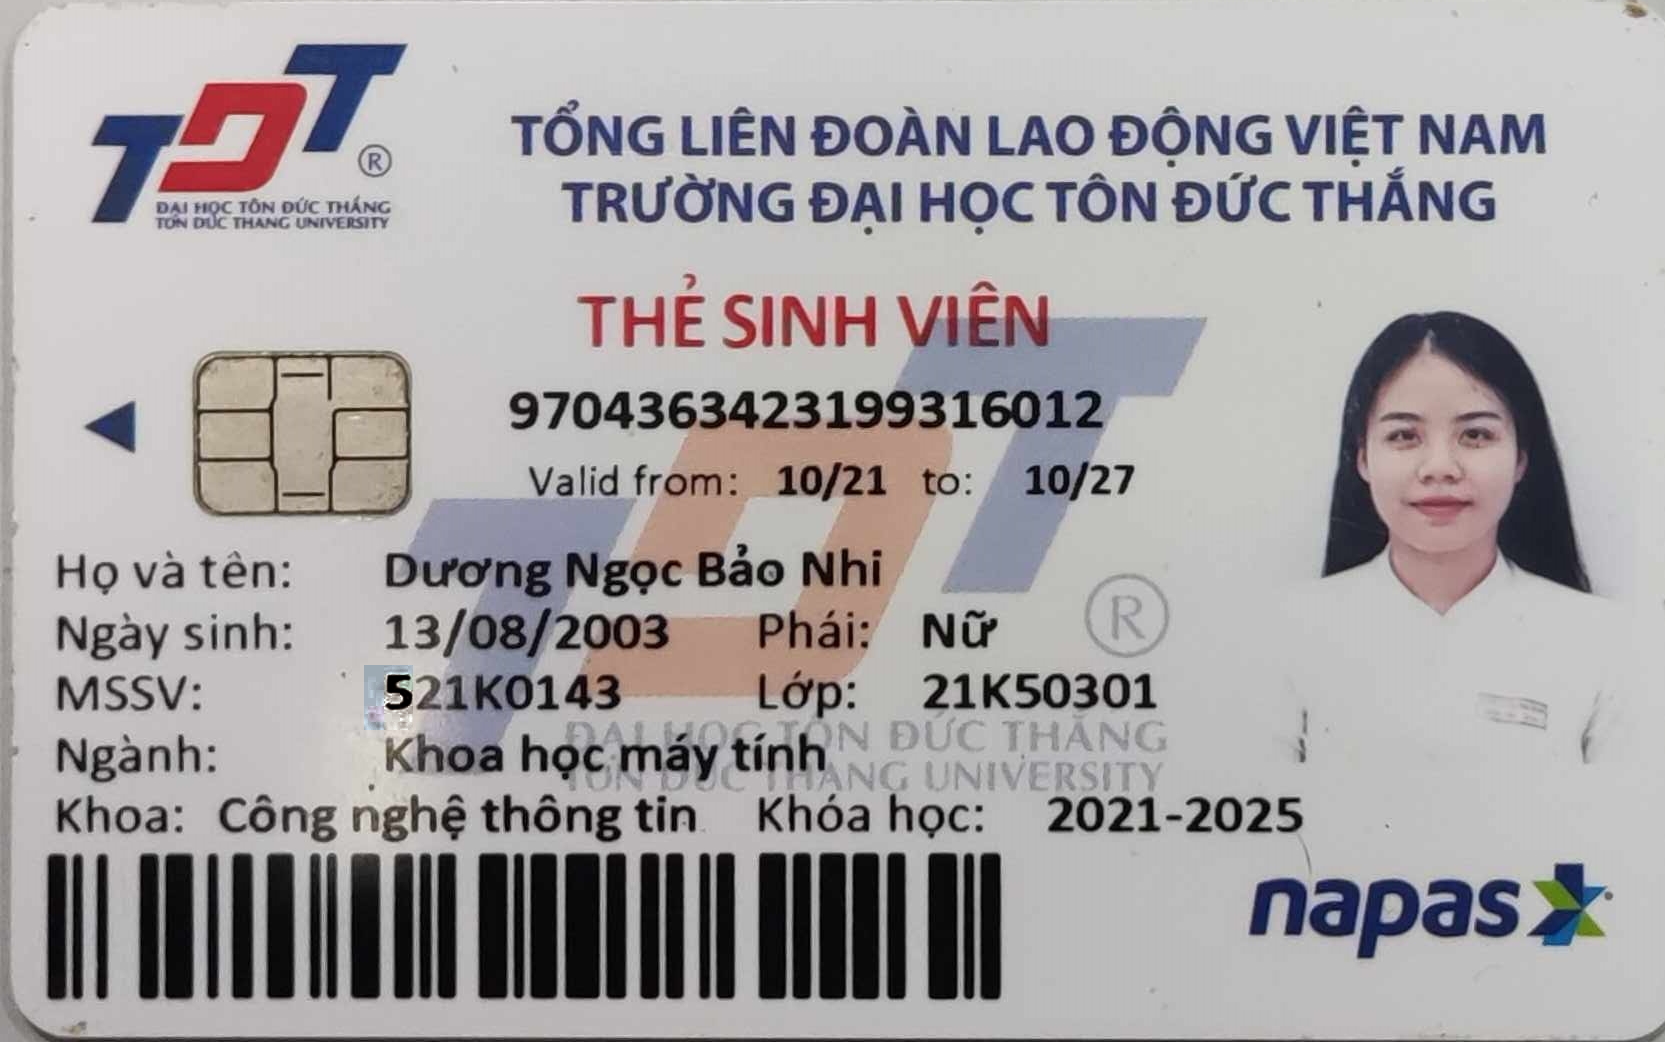 TDT ®
ĐẠI HỌC TÔN ĐỨC THẮNG
TON DUC THANG UNIVERSITY
TỔNG LIÊN ĐOÀN LAO ĐỘNG VIỆT NAM
TRƯỜNG ĐẠI HỌC TÔN ĐỨC THẮNG
THẺ SINH VIÊN
9704363423199316012
Valid from: 10/21 to: 10/27
Họ và tên: Dương Ngọc Bảo Nhi
Ngày sinh: 13/08/2003 Phái: Nữ
®
MSSV: 521K0143 Lớp: 21K50301
ĐẠI HỌC TÔN ĐỨC THẮNG
Ngành: Khoa học máy tính
TON DUC THANG UNIVERSITY
Khoa: Công nghệ thông tin Khóa học: 2021-2025
napas